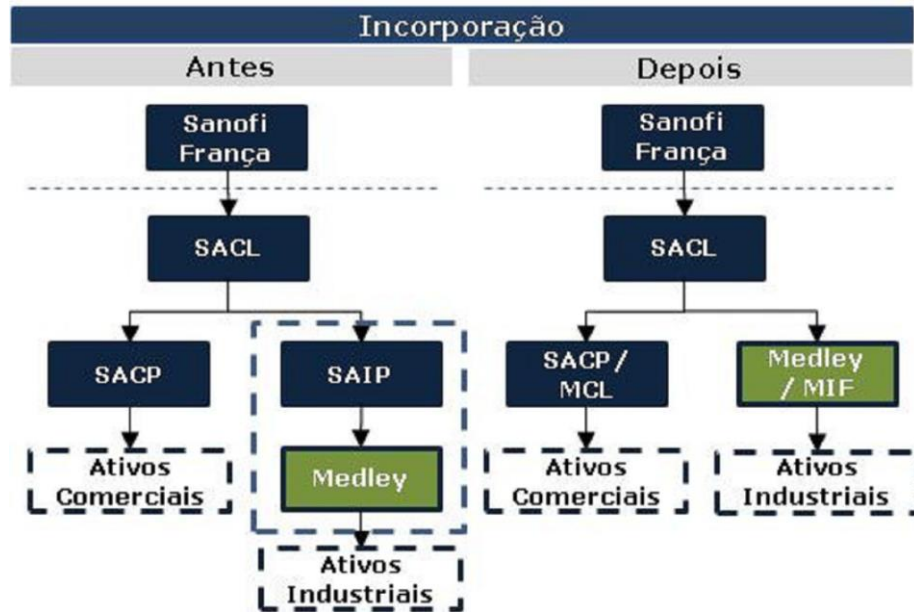 Incorporação
Antes
Depois
Sanofi
França
SACL
SACP
SAIP
Medley
Ativos
Comerciais
Ativos
Industriais
Sanofi
França
SACL
SACP/
MCL
Medley
/ MIF
Ativos
Comerciais
Ativos
Industriais